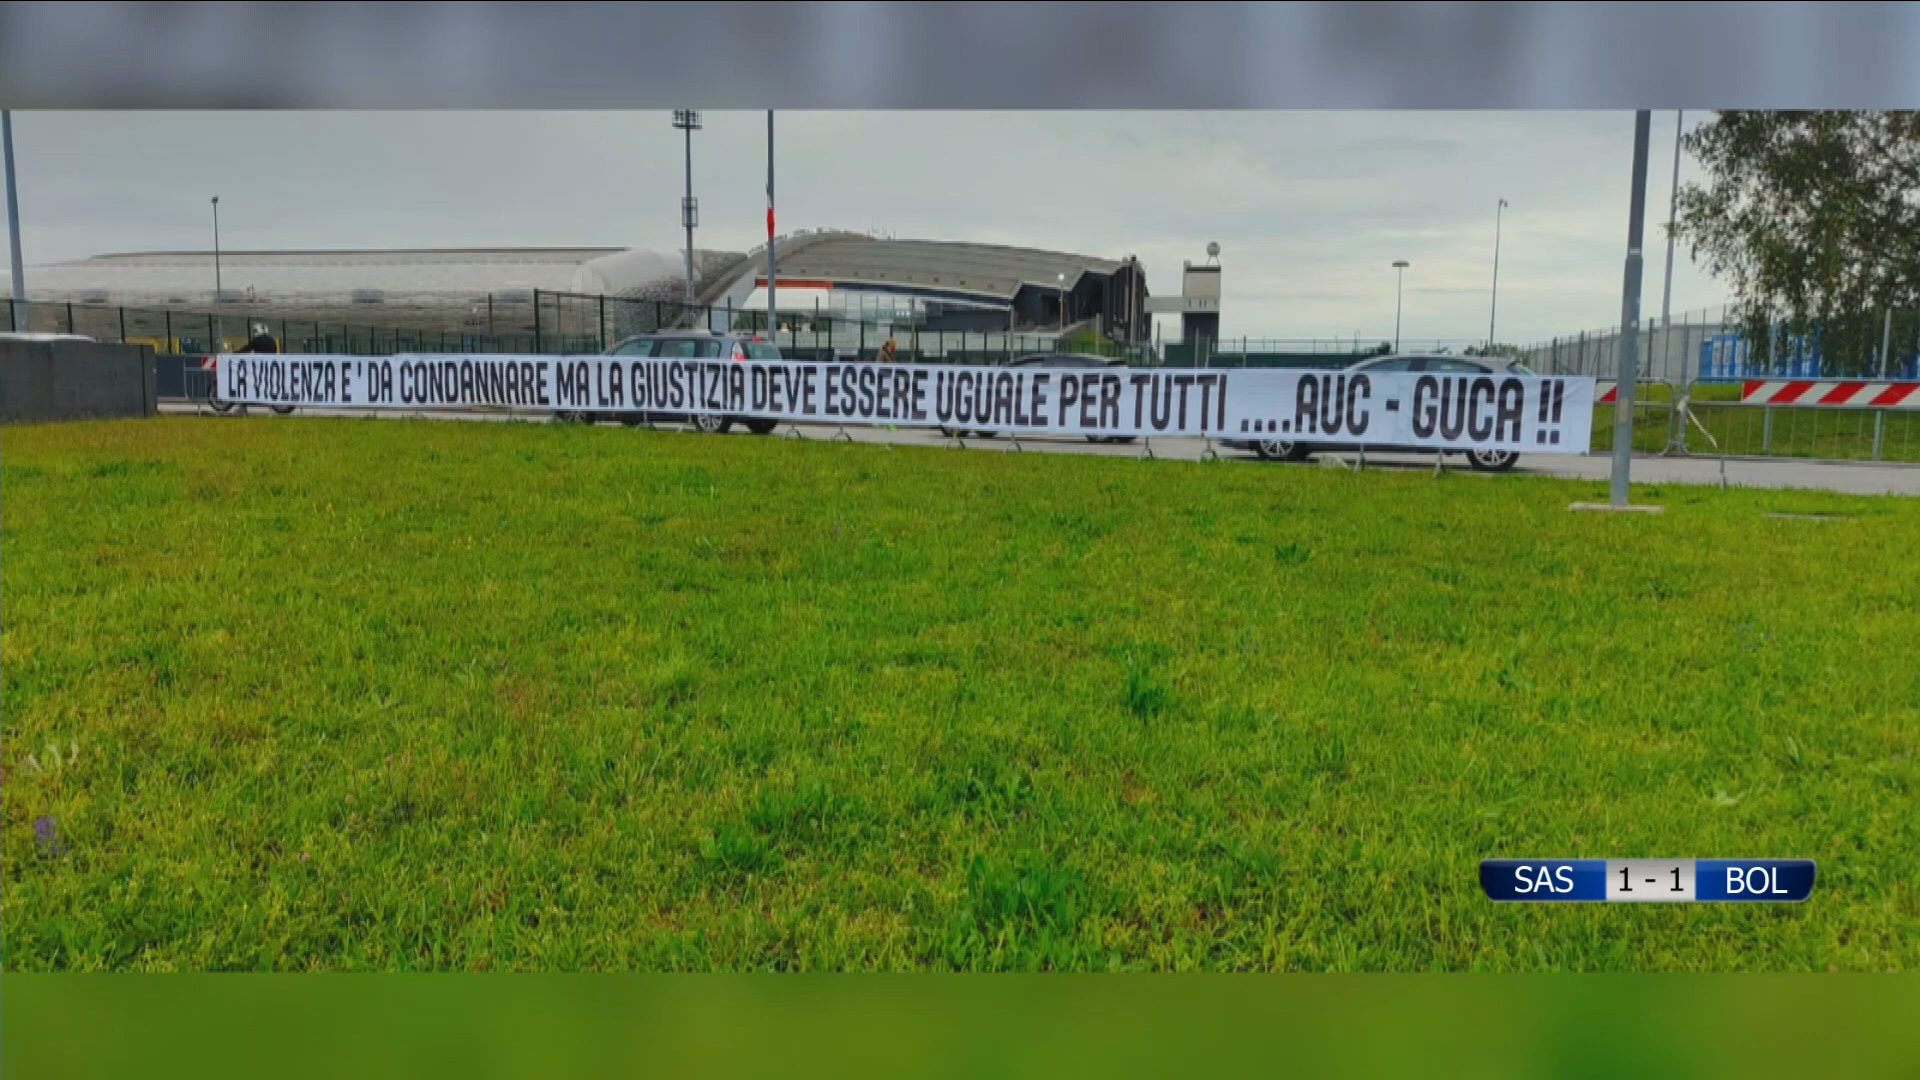 LA VIOLENZA E' DA CONDANNARE MA LA GIUSTIZIA DEVE ESSERE UGUALE PER TUTTI ....AUC - GUCA !!
SAS 1 - 1 BOL